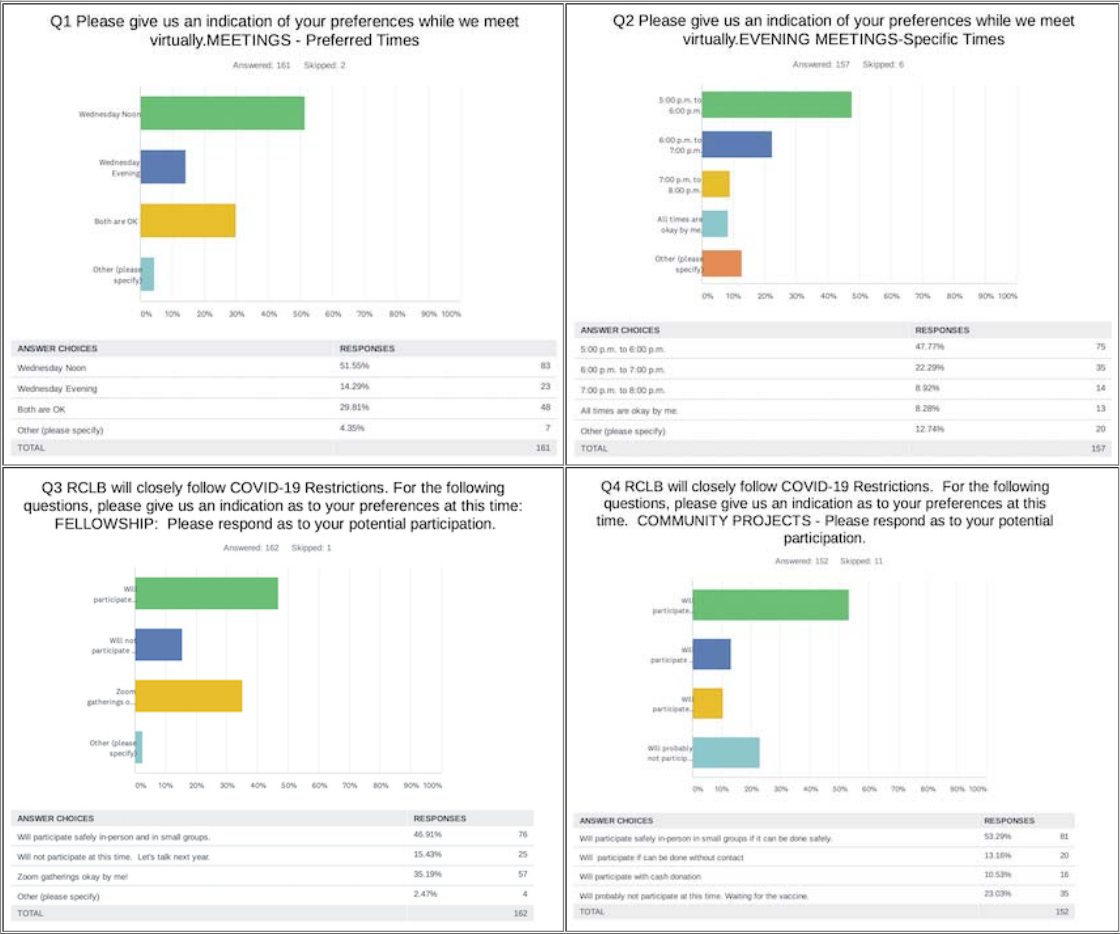 Q1 Please give us an indication of your preferences while we meet
virtually.MEETINGS - Preferred Times
Answered: 161 Skipped: 2
Wednesday Noon
Wednesday
Evening
Both are OK
Other (please
specify)
0% 10% 20% 30% 40% 50% 60% 70% 80% 90% 100%
ANSWER CHOICES RESPONSES
Wednesday Noon 51.55% 83
Wednesday Evening 14.29% 23
Both are OK 29.81% 48
Other (please specify) 4.35% 7
TOTAL 161
Q2 Please give us an indication of your preferences while we meet
virtually.EVENING MEETINGS-Specific Times
Answered: 157 Skipped: 6
5:00 p.m. to
6:00 p.m.
6:00 p.m. to
7:00 p.m.
7:00 p.m. to
8:00 p.m.
All times are
okay by me.
Other (please
specify)
0% 10% 20% 30% 40% 50% 60% 70% 80% 90% 100%
ANSWER CHOICES RESPONSES
5:00 p.m. to 6:00 p.m. 47.77% 75
6:00 p.m. to 7:00 p.m. 22.29% 35
7:00 p.m. to 8:00 p.m. 8.92% 14
All times are okay by me. 8.28% 13
Other (please specify) 12.74% 20
TOTAL 157
Q3 RCLB will closely follow COVID-19 Restrictions. For the following
questions, please give us an indication as to your preferences at this time:
FELLOWSHIP: Please respond as to your potential participation.
Answered: 162 Skipped: 1
Will
participate...
Will not
participate ...
Zoom
gatherings o...
Other (please
specify)
0% 10% 20% 30% 40% 50% 60% 70% 80% 90% 100%
ANSWER CHOICES RESPONSES
Will participate safely in-person and in small groups. 46.91% 76
Will not participate at this time. Let's talk next year. 15.43% 25
Zoom gatherings okay by me! 35.19% 57
Other (please specify) 2.47% 4
TOTAL 162
Q4 RCLB will closely follow COVID-19 Restrictions. For the following
questions, please give us an indication as to your preferences at this
time. COMMUNITY PROJECTS - Please respond as to your potential
participation.
Answered: 152 Skipped: 11
Will
participate...
Will
participate ...
Will
participate...
Will probably
not particip...
0% 10% 20% 30% 40% 50% 60% 70% 80% 90% 100%
ANSWER CHOICES RESPONSES
Will participate safely in-person in small groups if it can be done safely. 53.29% 81
Will participate if can be done without contact 13.16% 20
Will participate with cash donation 10.53% 16
Will probably not participate at this time. Waiting for the vaccine. 23.03% 35
TOTAL 152